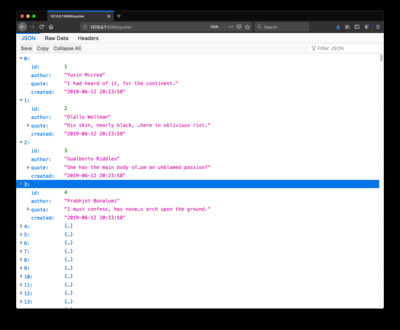 127.0.0.1:8080/quotes
127.0.0.1:8080/quotes
150%
Search
JSON Raw Data Headers
Save Copy Collapse All Filter JSON
0:
id: 1
author: "Yuxin Mccrea"
quote: "I had heard of it, for the continent…"
created: "2019-06-12 20:23:58"
1:
id: 2
author: "Olallo Wollman"
quote: "His skin, nearly black, …here in oblivious riot…"
created: "2019-06-12 20:23:58"
2:
id: 3
author: "Gualberto Riddles"
quote: "She has the main body of…om an unblamed passion?"
created: "2019-06-12 20:23:58"
3:
id: 4
author: "Prabhjot Bonalumi"
quote: "I must confess, has none…s arch upon the ground…"
created: "2019-06-12 20:23:58"
4: {…}
5: {…}
6: {…}
7: {…}
8: {…}
9: {…}
10: {…}
11: {…}
12: {…}
13: {…}